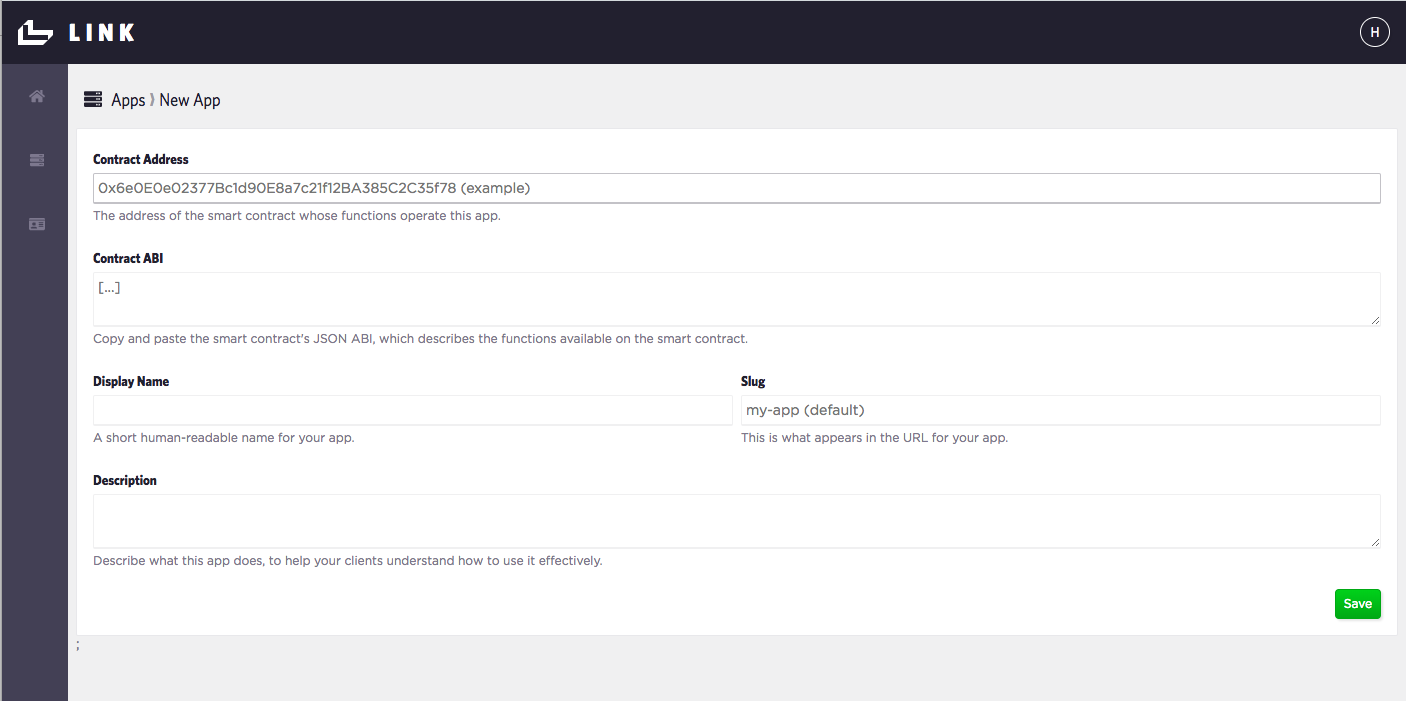 LINK
H
Apps ⟩ New App
Contract Address
0x6e0E0e02377Bc1d90E8a7c21f12BA385C2C35f78 (example)
The address of the smart contract whose functions operate this app.
Contract ABI
[...]
Copy and paste the smart contract's JSON ABI, which describes the functions available on the smart contract.
Display Name
Slug
my-app (default)
A short human-readable name for your app.
This is what appears in the URL for your app.
Description
Describe what this app does, to help your clients understand how to use it effectively.
Save
;